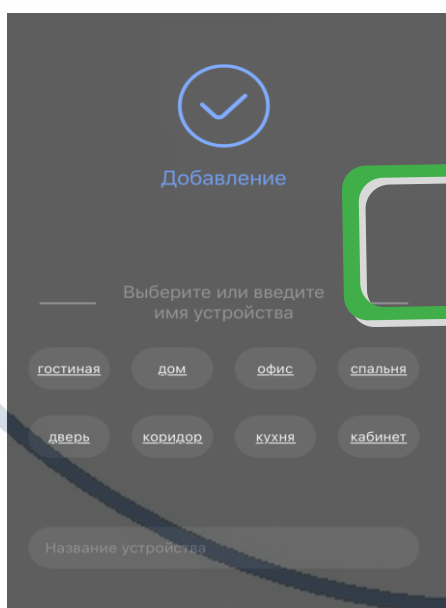 Добавление
Выберите или введите
имя устройства
гостиная дом офис спальня
дверь коридор кухня кабинет
Название устройства